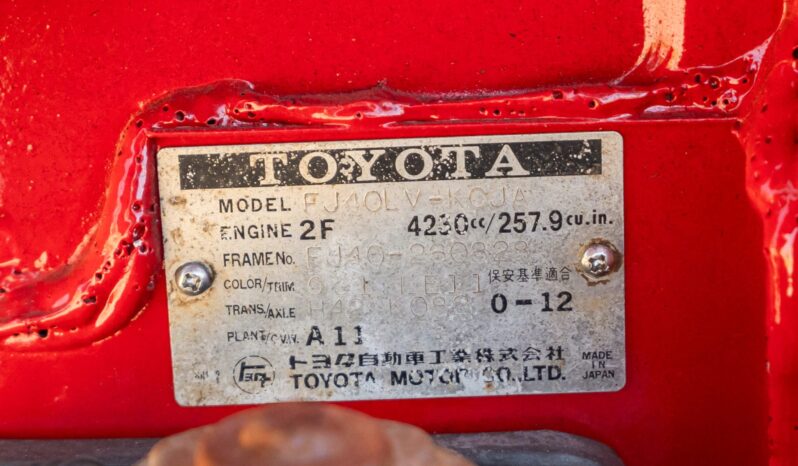 TOYOTA
MODEL FJ40LV-KCJA
ENGINE 2F 4230cc/257.9cu.in.
FRAME No.
COLOR/TRIM 保安基準適合
TRANS/AXLE 0-12
PLANT/ A11
トヨタ自動車工業株式会社
TOYOTA MOTOR CO.,LTD.
MADE IN JAPAN